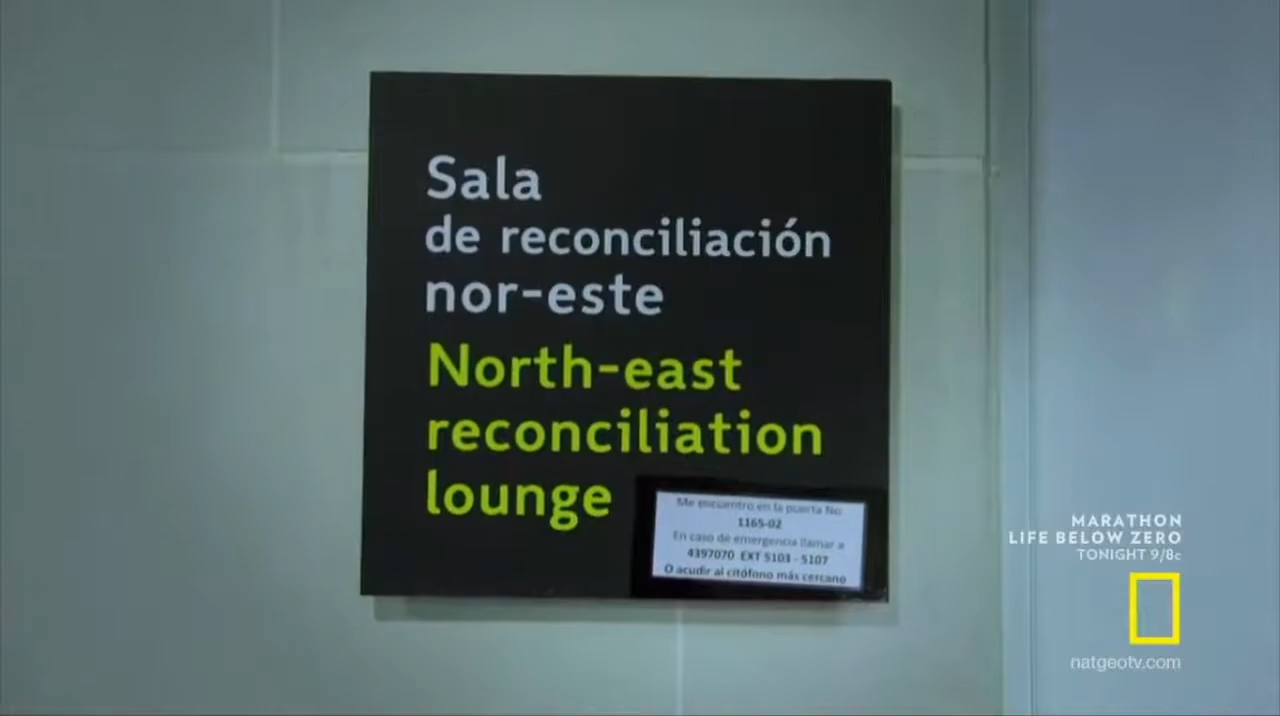 Sala
de reconciliación
nor-este
North-east
reconciliation
lounge
Me encuentro en la puerta No
1165-02
En caso de emergencia llamar a
4397070 EXT 5103 - 5107
O acudir al citófono más cercano
MARATHON
LIFE BELOW ZERO
TONIGHT 9/8c
natgeotv.com